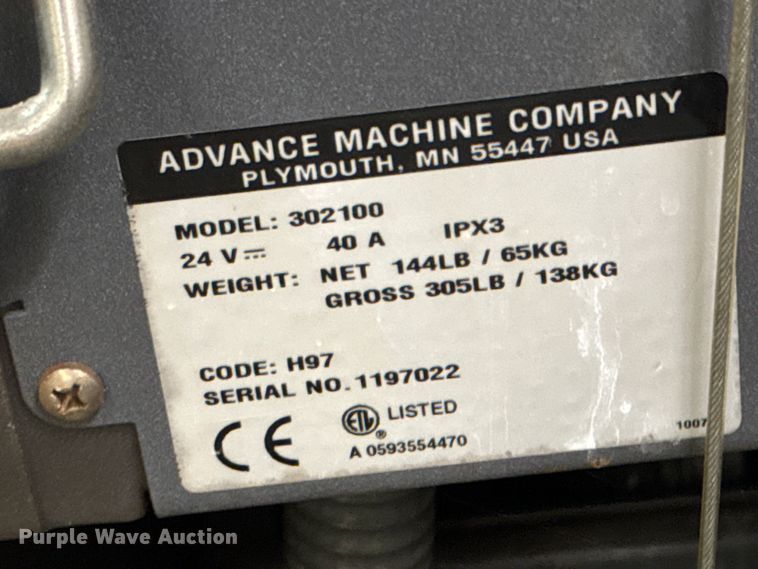 ADVANCE MACHINE COMPANY
PLYMOUTH, MN 55447 USA
MODEL: 302100
24 V⎓ 40 A IPX3
WEIGHT: NET 144LB / 65KG
GROSS 305LB / 138KG
CODE: H97
SERIAL NO. 1197022
CE ETL ® LISTED
A 0593554470
1007
Purple Wave Auction